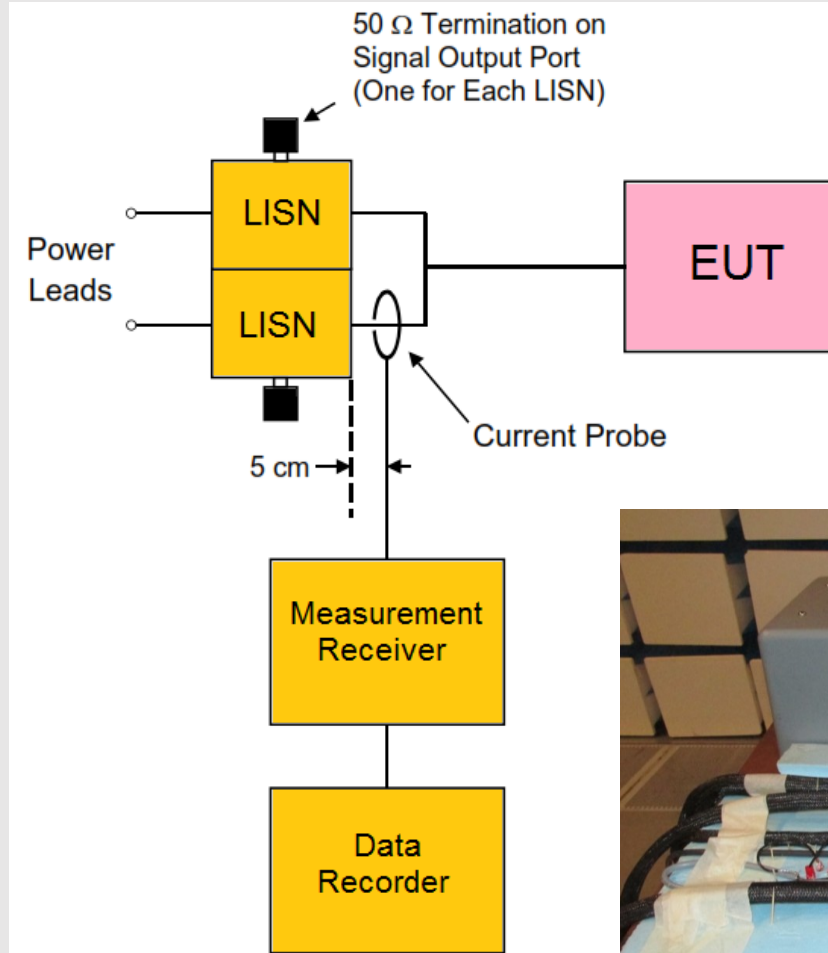 50 Ω Termination on
Signal Output Port
(One for Each LISN)
LISN
Power
Leads
LISN
EUT
Current Probe
5 cm
Measurement
Receiver
Data
Recorder